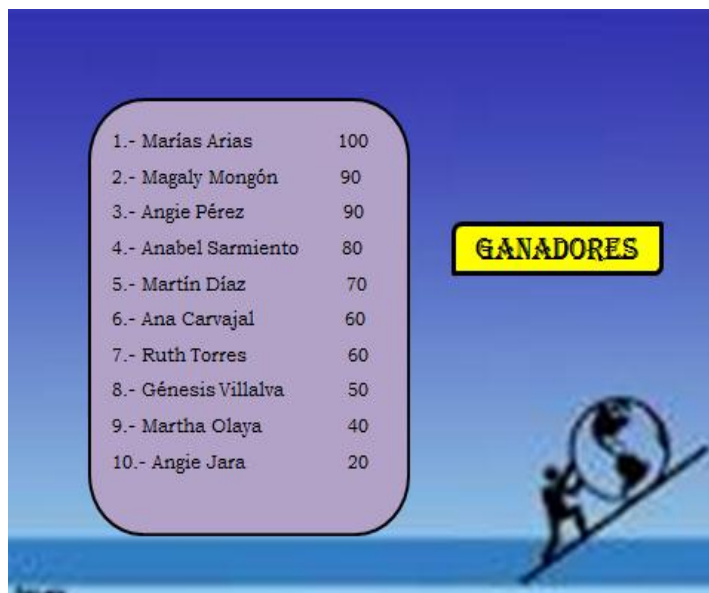 1.- Marías Arias 100
2.- Magaly Mongón 90
3.- Angie Pérez 90
4.- Anabel Sarmiento 80
5.- Martín Díaz 70
6.- Ana Carvajal 60
7.- Ruth Torres 60
8.- Génesis Villalva 50
9.- Martha Olaya 40
10.- Angie Jara 20
GANADORES